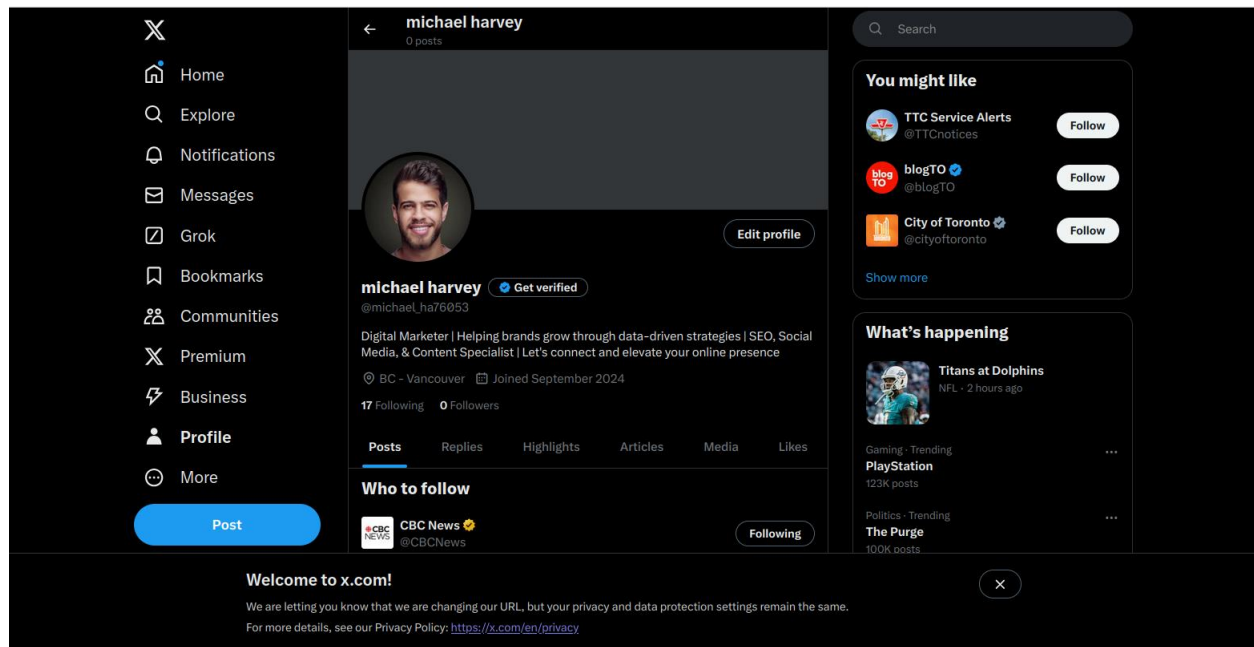 Home
Explore
Notifications
Messages
Grok
Bookmarks
Communities
Premium
Business
Profile
More
Post
michael harvey
0 posts
Edit profile
michael harvey
Get verified
@michael_ha76053
Digital Marketer | Helping brands grow through data-driven strategies | SEO, Social
Media, & Content Specialist | Let's connect and elevate your online presence
BC - Vancouver Joined September 2024
17 Following 0 Followers
Posts Replies Highlights Articles Media Likes
Who to follow
CBC NEWS
CBC News
@CBCNews
Following
Search
You might like
TTC Service Alerts
@TTCnotices
Follow
blogTO
blogTO
@blogTO
Follow
City of Toronto
@cityoftoronto
Follow
Show more
What's happening
Titans at Dolphins
NFL · 2 hours ago
Gaming · Trending
PlayStation
123K posts
Politics · Trending
The Purge
100K posts
Welcome to x.com!
We are letting you know that we are changing our URL, but your privacy and data protection settings remain the same.
For more details, see our Privacy Policy: https://x.com/en/privacy